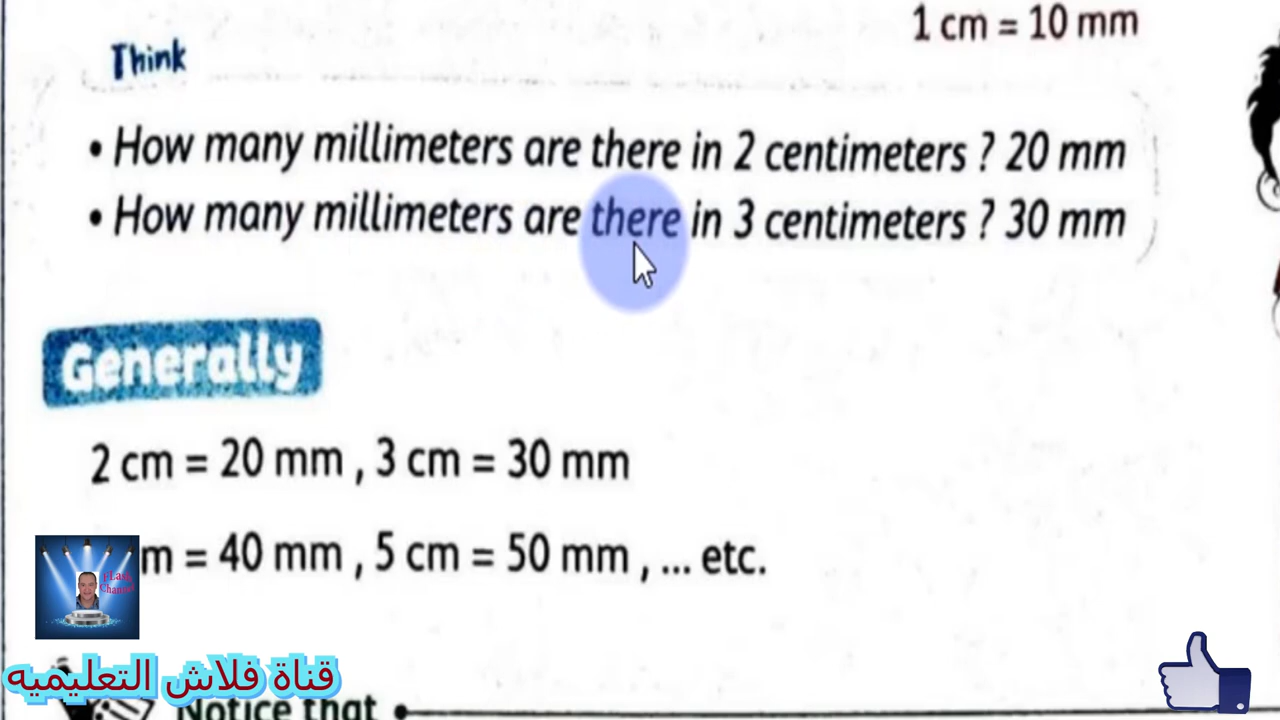 1 cm = 10 mm
Think
• How many millimeters are there in 2 centimeters ? 20 mm
• How many millimeters are there in 3 centimeters ? 30 mm
Generally
2 cm = 20 mm , 3 cm = 30 mm
m = 40 mm , 5 cm = 50 mm , ... etc.
Flash
Channel
قناة فلاش التعليميه
Notice that